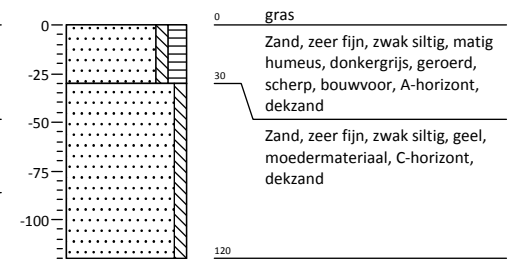 0
-25
-50
-75
-100
0
gras
Zand, zeer fijn, zwak siltig, matig
humeus, donkergrijs, geroerd,
scherp, bouwvoor, A-horizont,
dekzand
30
Zand, zeer fijn, zwak siltig, geel,
moedermateriaal, C-horizont,
dekzand
120